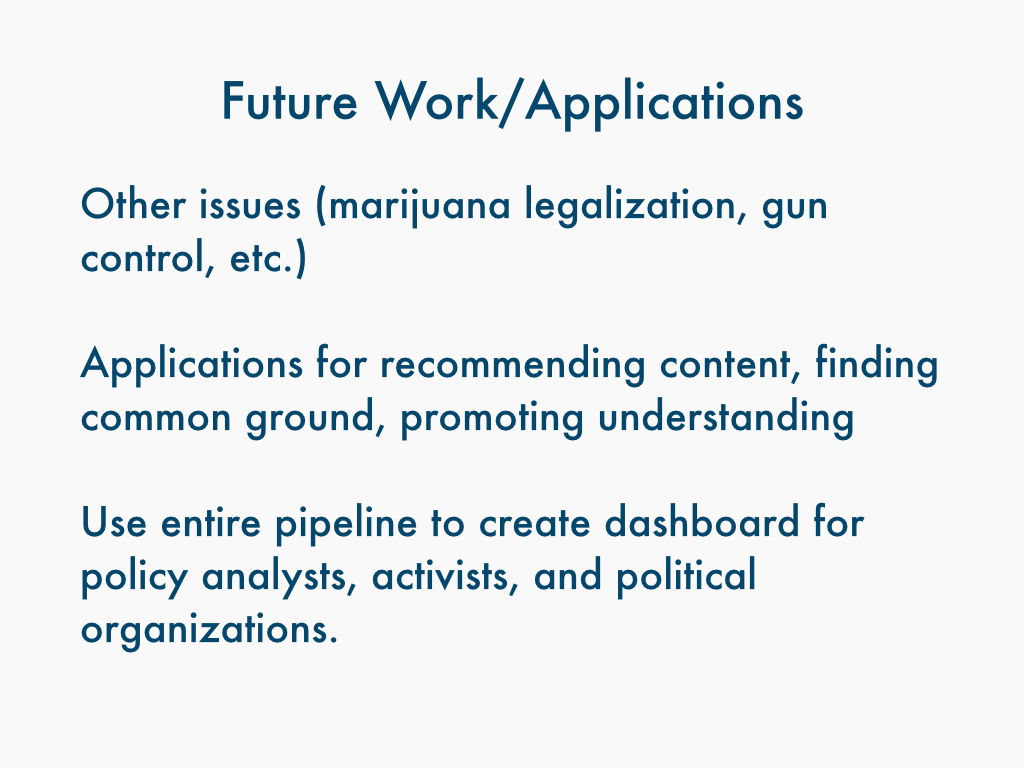 Future Work/Applications
Other issues (marijuana legalization, gun
control, etc.)
Applications for recommending content, finding
common ground, promoting understanding
Use entire pipeline to create dashboard for
policy analysts, activists, and political
organizations.